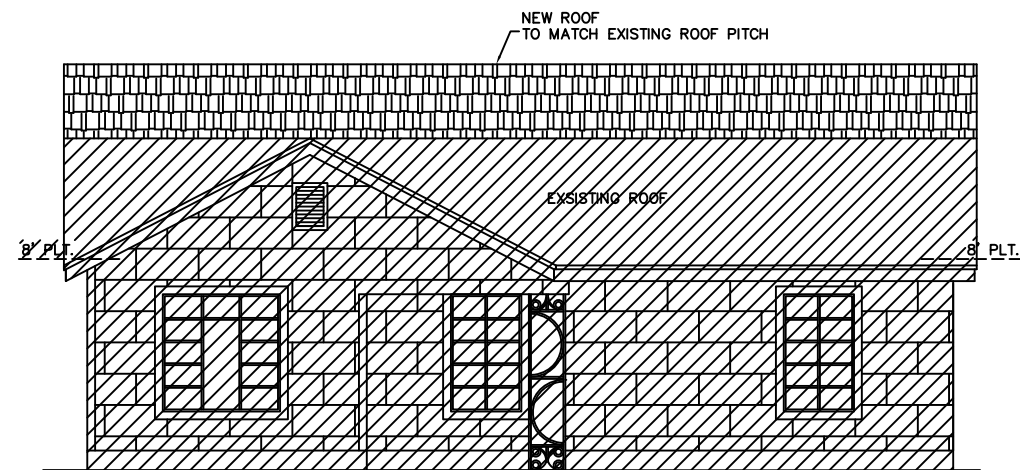 NEW ROOF
TO MATCH EXISTING ROOF PITCH
EXSISTING ROOF
8' PLT.
8' PLT.